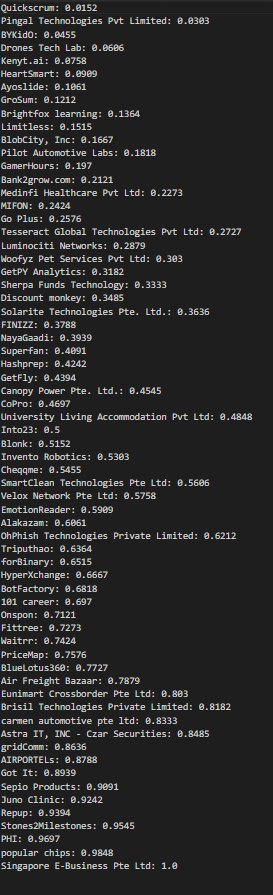 Quickscrum: 0.0152
Pingal Technologies Pvt Limited: 0.0303
BYKidO: 0.0455
Drones Tech Lab: 0.0606
Kenyt.ai: 0.0758
HeartSmart: 0.0909
Ayoslide: 0.1061
GroSum: 0.1212
Brightfox learning: 0.1364
Limitless: 0.1515
BlobCity, Inc: 0.1667
Pilot Automotive Labs: 0.1818
GamerHours: 0.197
Bank2grow.com: 0.2121
Medinfi Healthcare Pvt Ltd: 0.2273
MIFON: 0.2424
Go Plus: 0.2576
Tesseract Global Technologies Pvt Ltd: 0.2727
Luminociti Networks: 0.2879
Woofyz Pet Services Pvt Ltd: 0.303
GetPY Analytics: 0.3182
Sherpa Funds Technology: 0.3333
Discount monkey: 0.3485
Solarite Technologies Pte. Ltd.: 0.3636
FINIZZ: 0.3788
NayaGaadi: 0.3939
Superfan: 0.4091
Hashprep: 0.4242
GetFly: 0.4394
Canopy Power Pte. Ltd.: 0.4545
CoPro: 0.4697
University Living Accommodation Pvt Ltd: 0.4848
Into23: 0.5
Blonk: 0.5152
Invento Robotics: 0.5303
Cheqqme: 0.5455
SmartClean Technologies Pte Ltd: 0.5606
Velox Network Pte Ltd: 0.5758
EmotionReader: 0.5909
Alakazam: 0.6061
OhPhish Technologies Private Limited: 0.6212
Triputhao: 0.6364
forBinary: 0.6515
HyperXchange: 0.6667
BotFactory: 0.6818
101 career: 0.697
Onspon: 0.7121
Fittree: 0.7273
Waitrr: 0.7424
PriceMap: 0.7576
BlueLotus360: 0.7727
Air Freight Bazaar: 0.7879
Eunimart Crossborder Pte Ltd: 0.803
Brisil Technologies Private Limited: 0.8182
carmen automotive pte ltd: 0.8333
Astra IT, INC - Czar Securities: 0.8485
gridComm: 0.8636
AIRPORTELs: 0.8788
Got It: 0.8939
Sepio Products: 0.9091
Juno Clinic: 0.9242
Repup: 0.9394
Stones2Milestones: 0.9545
PHI: 0.9697
popular chips: 0.9848
Singapore E-Business Pte Ltd: 1.0